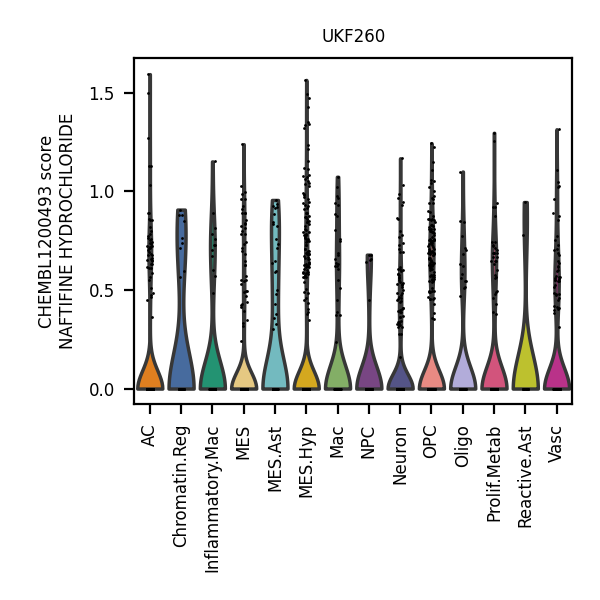 UKF260
CHEMBL1200493 score
NAFTIFINE HYDROCHLORIDE
1.5
1.0
0.5
0.0
AC
Chromatin.Reg
Inflammatory.Mac
MES
MES.Ast
MES.Hyp
Mac
NPC
Neuron
OPC
Oligo
Prolif.Metab
Reactive.Ast
Vasc